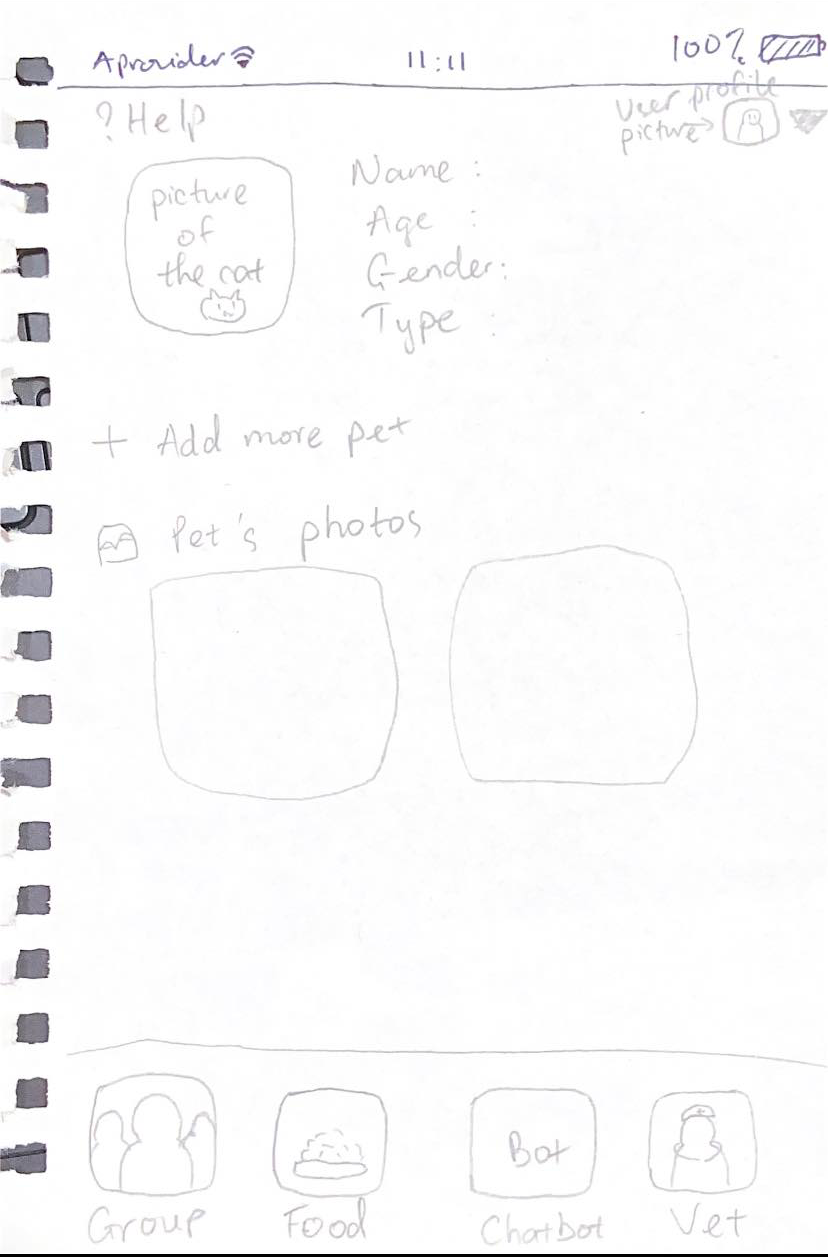 Aprovider 11:11 100%
? Help
User profile
picture
picture
of
the cat
Name :
Age :
Gender:
Type :
+ Add more pet
Pet's photos
Bot
Group Food Chatbot Vet